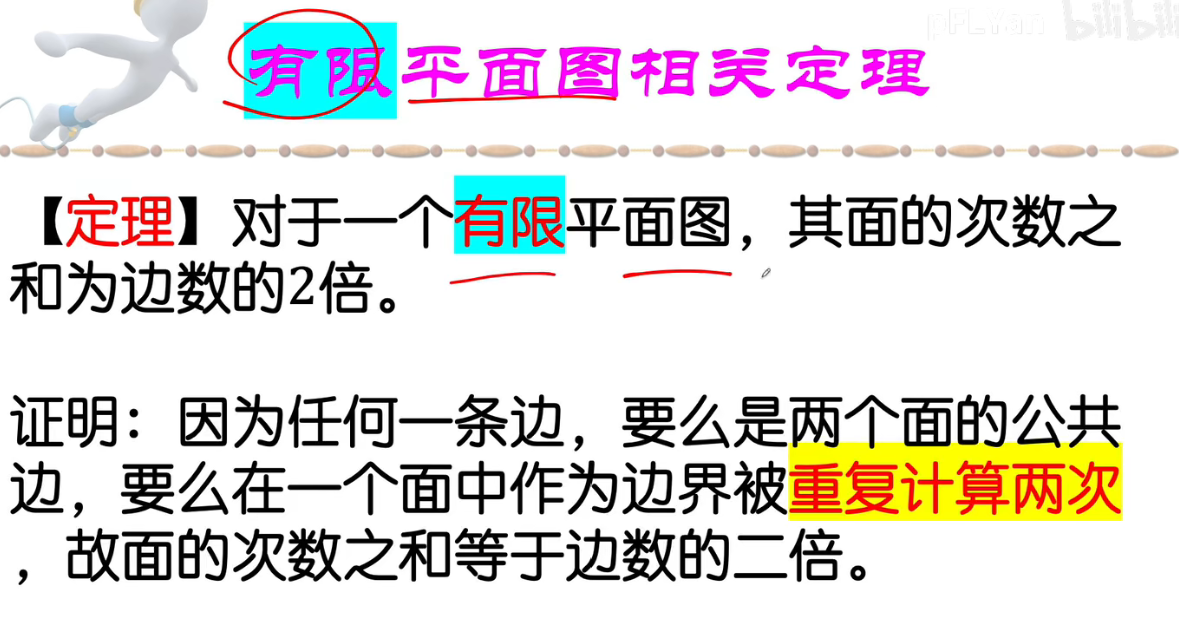 pFLYan bilibili
有限平面图相关定理
【定理】对于一个有限平面图，其面的次数之
和为边数的2倍。
证明：因为任何一条边，要么是两个面的公共
边，要么在一个面中作为边界被重复计算两次
，故面的次数之和等于边数的二倍。